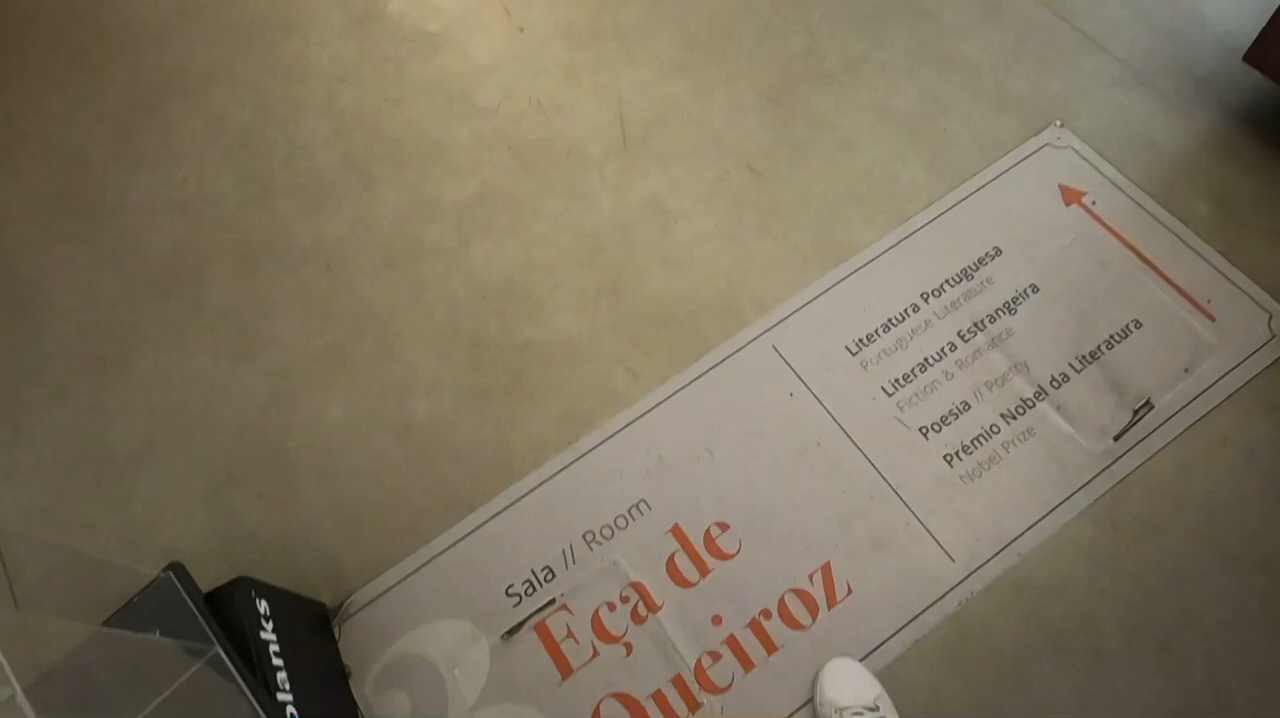 Sala // Room
Eça de
Queiroz
Literatura Portuguesa
Portuguese Literature
Literatura Estrangeira
Fiction & Romance
Poesia // Poetry
Prémio Nobel da Literatura
Nobel Prize